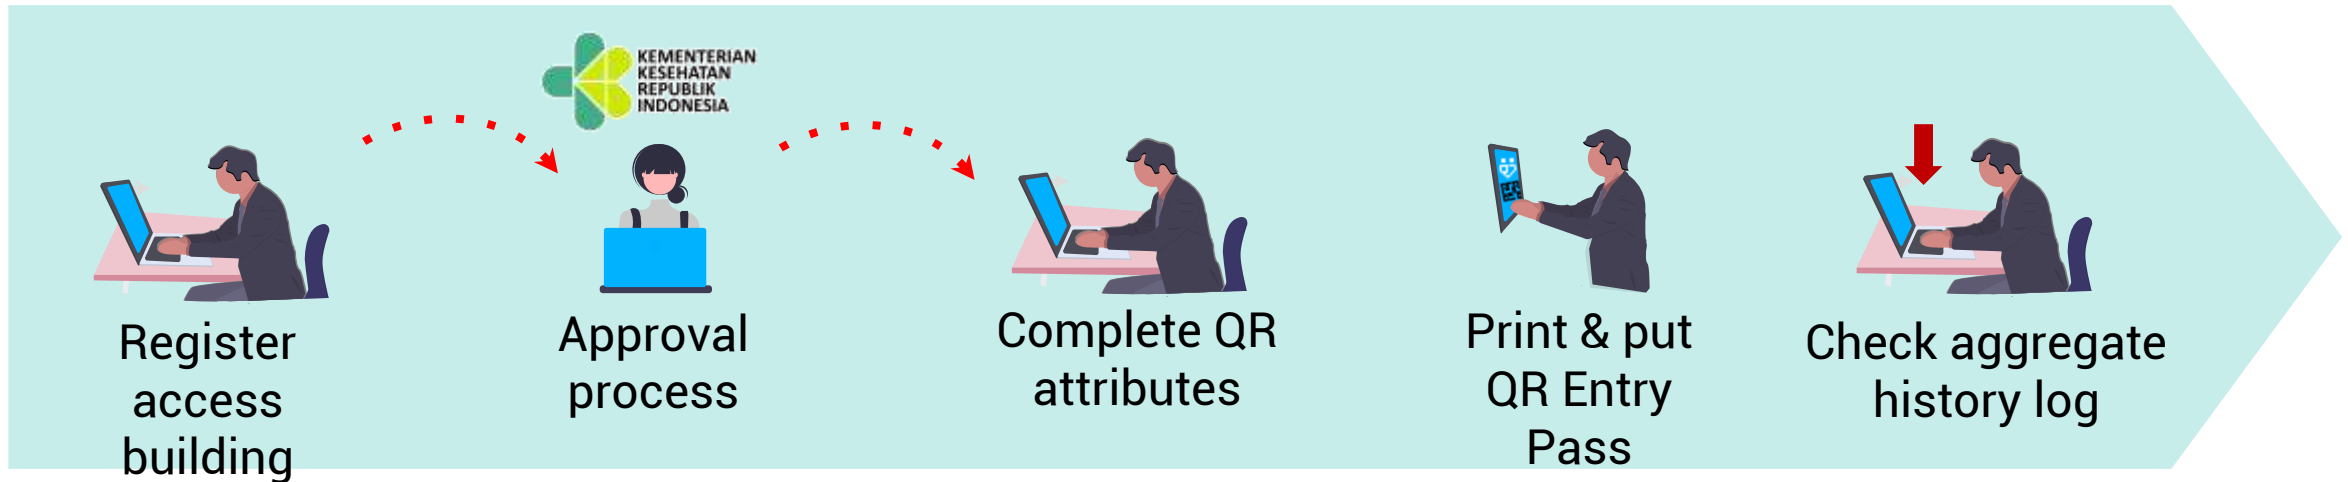 KEMENTERIAN
KESEHATAN
REPUBLIK
INDONESIA
Register
access
building
Approval
process
Complete QR
attributes
Print & put
QR Entry
Pass
Check aggregate
history log